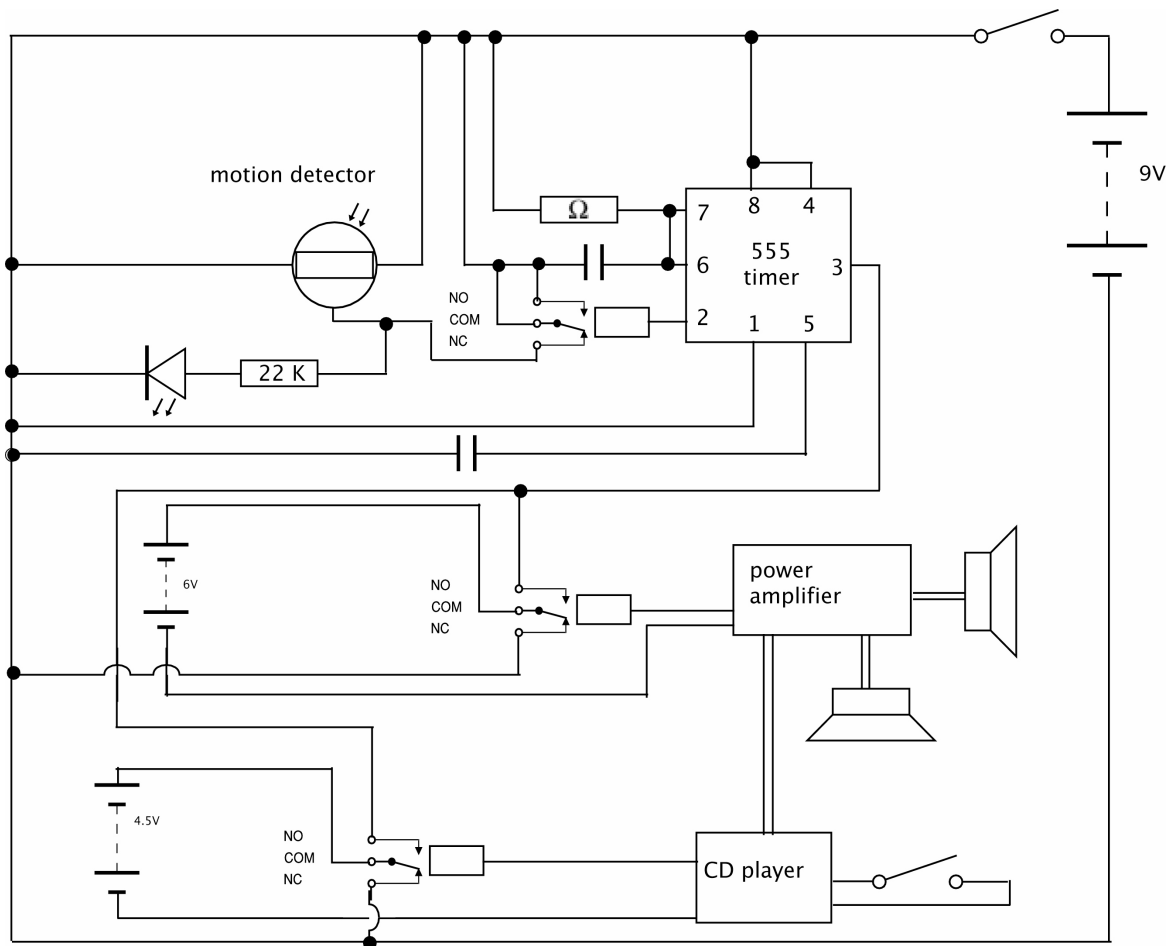 9V
motion detector
Ω
7
8
4
555
timer
6
3
2
1
5
NO
COM
NC
22 K
6V
NO
COM
NC
power
amplifier
4.5V
NO
COM
NC
CD player